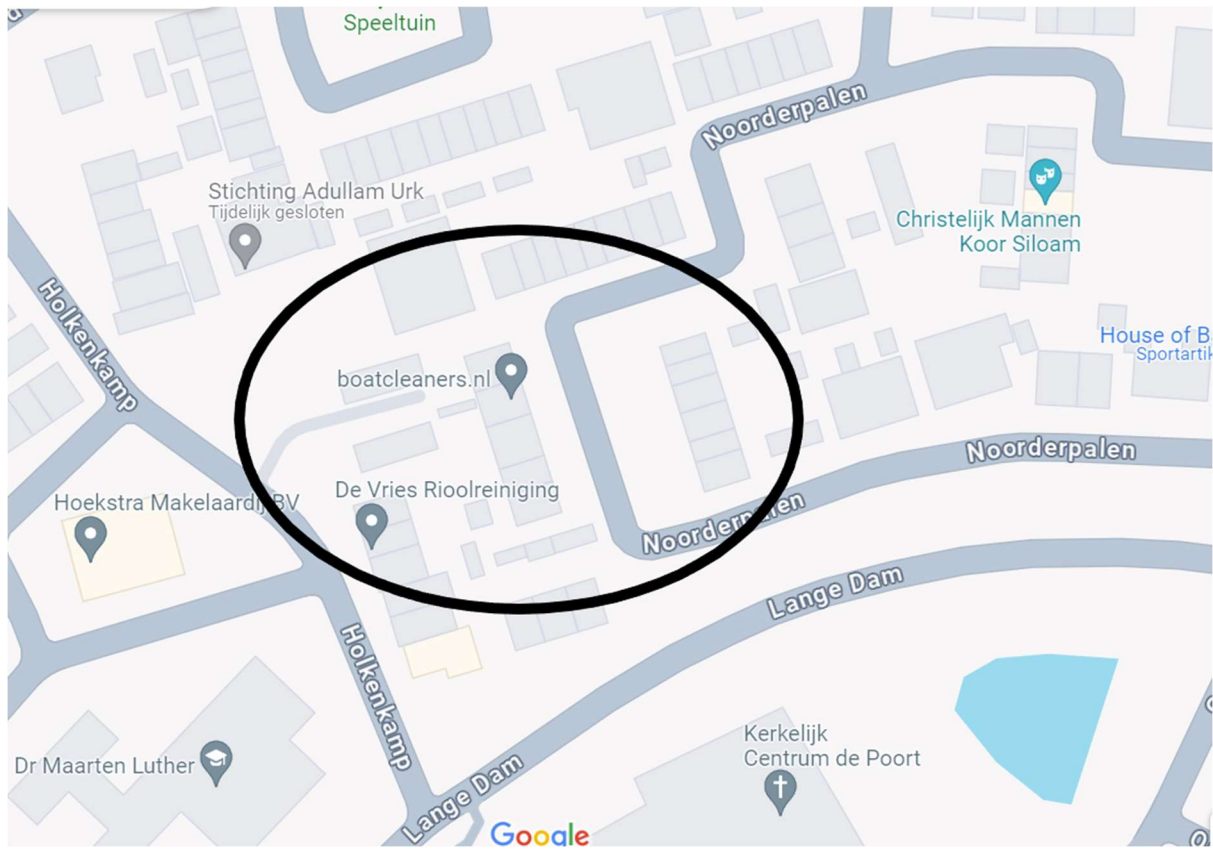 Speeltuin
Noorderpalen
Stichting Adullam Urk
Tijdelijk gesloten
Christelijk Mannen
Koor Siloam
Holkenkamp
House of B
Sportartik
boatcleaners.nl
Noorderpalen
De Vries Rioolreiniging
Hoekstra Makelaardij BV
Noorderpalen
Lange Dam
Holkenkamp
Kerkelijk
Centrum de Poort
Dr Maarten Luther
Lange Dam
Google